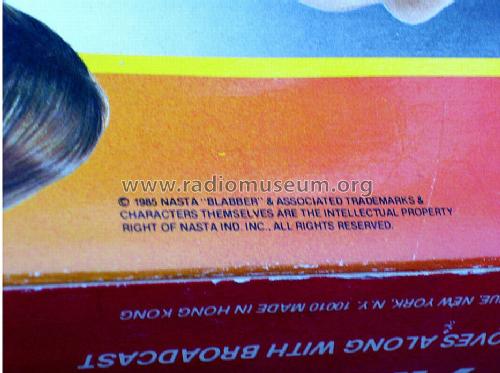 www.radiomuseum.org
© 1985 NASTA "BLABBER" & ASSOCIATED TRADEMARKS &
CHARACTERS THEMSELVES ARE THE INTELLECTUAL PROPERTY
RIGHT OF NASTA IND. INC., ALL RIGHTS RESERVED.
UE, NEW YORK, N.Y. 10010 MADE IN HONG KONG
OVES ALONG WITH BROADCAST